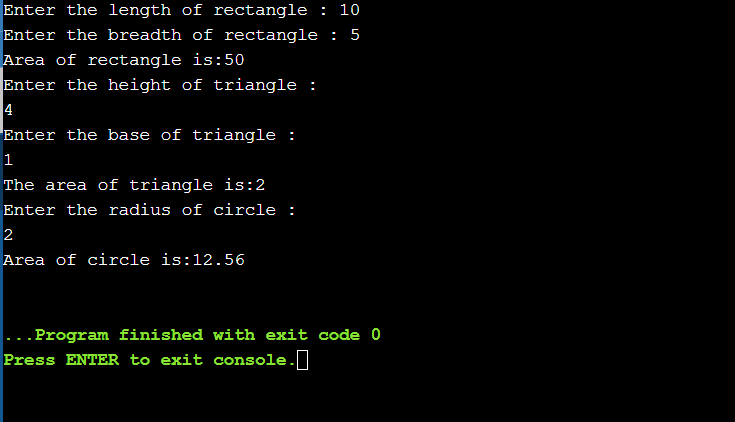 Enter the length of rectangle : 10
Enter the breadth of rectangle : 5
Area of rectangle is:50
Enter the height of triangle :
4
Enter the base of triangle :
1
The area of triangle is:2
Enter the radius of circle :
2
Area of circle is:12.56
...Program finished with exit code 0
Press ENTER to exit console.